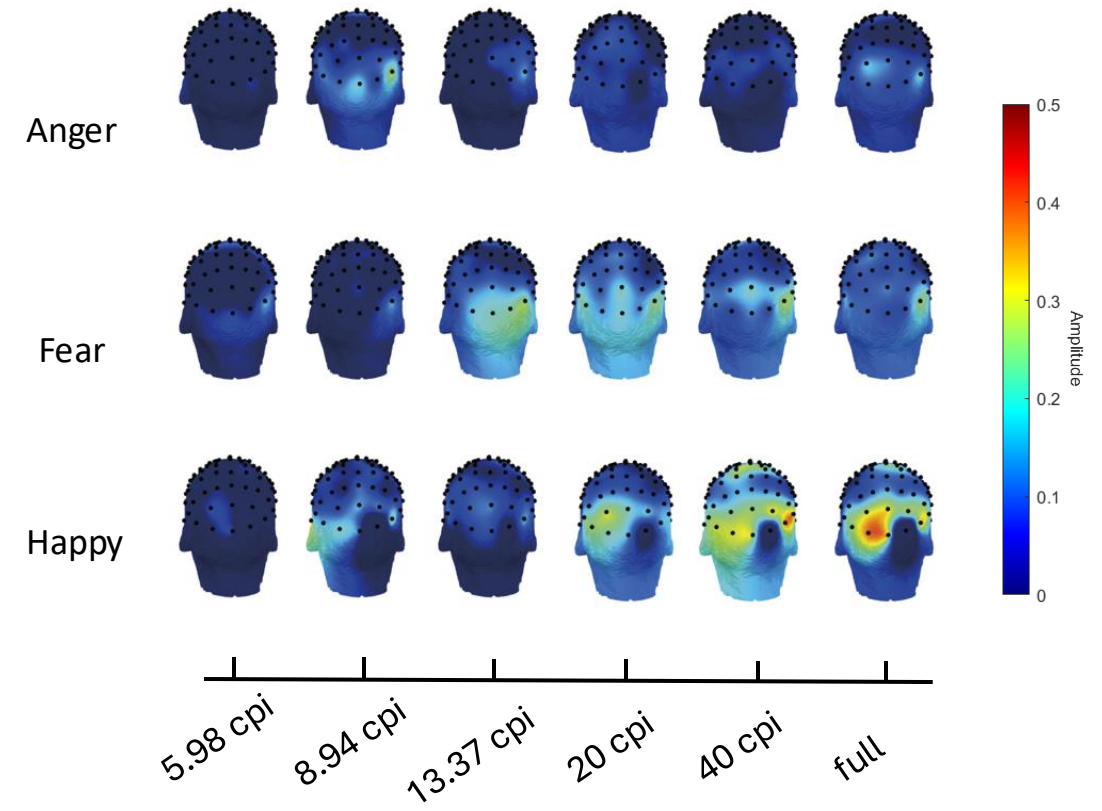 Anger
Fear
Happy
0.5
0.4
0.3
0.2
0.1
0
Amplitude
5.98 cpi
8.94 cpi
13.37 cpi
20 cpi
40 cpi
full